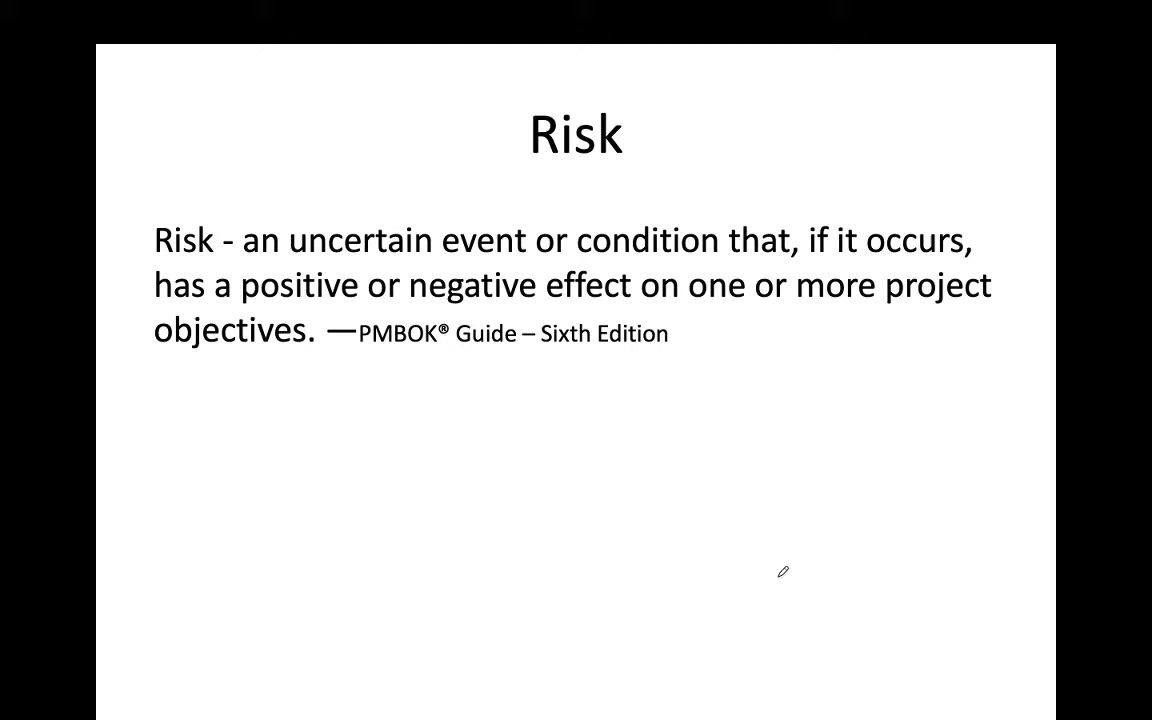 Risk
Risk - an uncertain event or condition that, if it occurs,
has a positive or negative effect on one or more project
objectives. —PMBOK® Guide – Sixth Edition